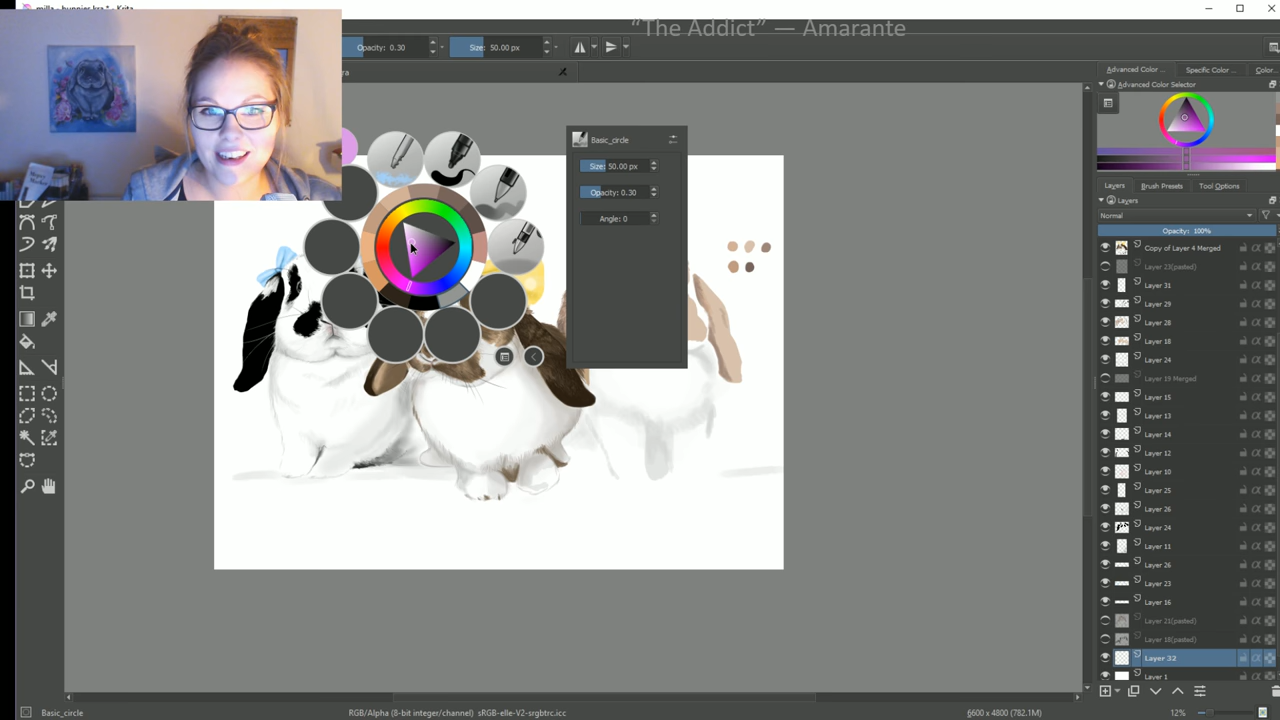 “The Addict” — Amarante
Opacity: 0.30
Size: 50.00 px
Basic_circle
Size: 50.00 px
Opacity: 0.30
Angle: 0
Advanced Color ...
Specific Color ...
Color...
Advanced Color Selector
Layers
Brush Presets
Tool Options
Layers
Normal
Opacity: 100%
Copy of Layer 4 Merged
Layer 23(pasted)
Layer 31
Layer 29
Layer 28
Layer 18
Layer 24
Layer 19 Merged
Layer 15
Layer 13
Layer 14
Layer 12
Layer 10
Layer 25
Layer 26
Layer 24
Layer 11
Layer 26
Layer 23
Layer 16
Layer 21(pasted)
Layer 18(pasted)
Layer 32
Layer 1
Basic_circle
RGB/Alpha (8-bit integer/channel) sRGB-elle-V2-srgbtrc.icc
6600 x 4800 (782.1M)
12%